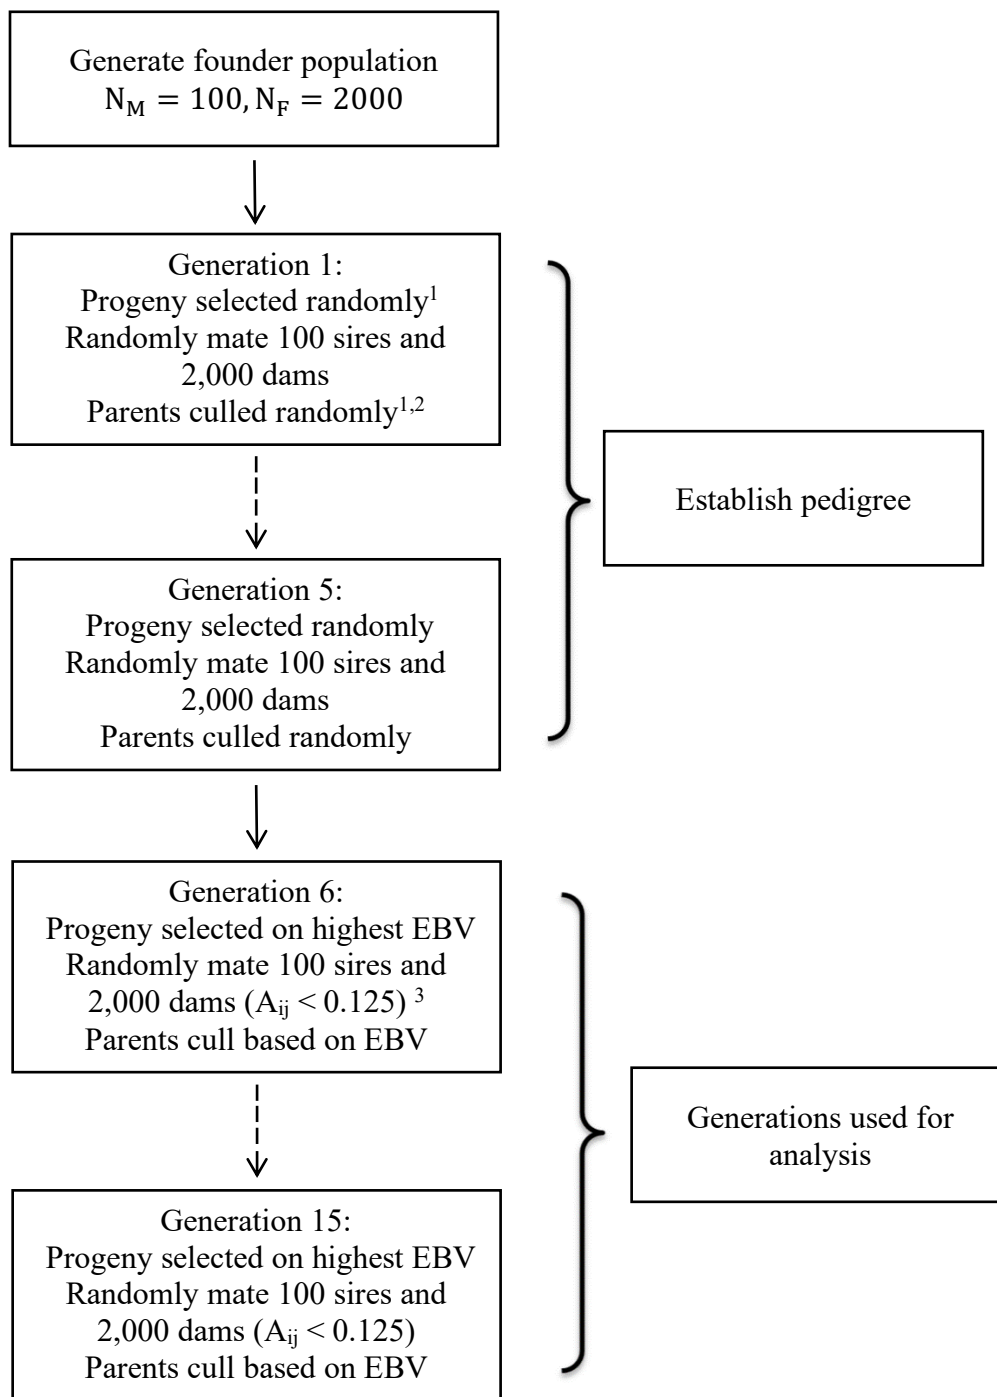 Generate founder population
N_M = 100, N_F = 2000
Generation 1:
Progeny selected randomly¹
Randomly mate 100 sires and
2,000 dams
Parents culled randomly¹,²
Establish pedigree
Generation 5:
Progeny selected randomly
Randomly mate 100 sires and
2,000 dams
Parents culled randomly
Generation 6:
Progeny selected on highest EBV
Randomly mate 100 sires and
2,000 dams (A_ij < 0.125) ³
Parents cull based on EBV
Generations used for
analysis
Generation 15:
Progeny selected on highest EBV
Randomly mate 100 sires and
2,000 dams (A_ij < 0.125)
Parents cull based on EBV